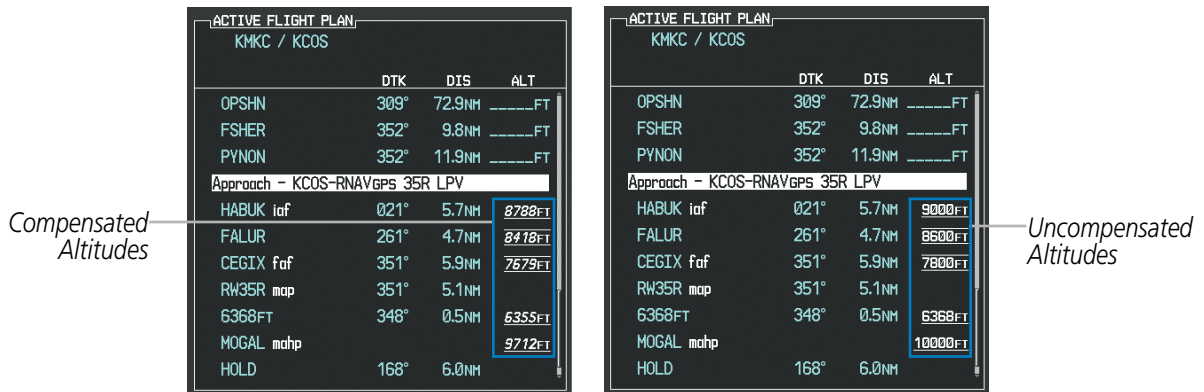 ACTIVE FLIGHT PLAN
KMKC / KCOS
DTK DIS ALT
OPSHN 309° 72.9NM _____FT
FSHER 352° 9.8NM _____FT
PYNON 352° 11.9NM _____FT
Approach - KCOS-RNAVGPS 35R LPV
HABUK iaf 021° 5.7NM 8788FT
FALUR 261° 4.7NM 8418FT
CEGIX faf 351° 5.9NM 7679FT
RW35R map 351° 5.1NM
6368FT 348° 0.5NM 6355FT
MOGAL mahp 9712FT
HOLD 168° 6.0NM
Compensated
Altitudes
ACTIVE FLIGHT PLAN
KMKC / KCOS
DTK DIS ALT
OPSHN 309° 72.9NM _____FT
FSHER 352° 9.8NM _____FT
PYNON 352° 11.9NM _____FT
Approach - KCOS-RNAVGPS 35R LPV
HABUK iaf 021° 5.7NM 9000FT
FALUR 261° 4.7NM 8600FT
CEGIX faf 351° 5.9NM 7800FT
RW35R map 351° 5.1NM
6368FT 348° 0.5NM 6368FT
MOGAL mahp 10000FT
HOLD 168° 6.0NM
Uncompensated
Altitudes